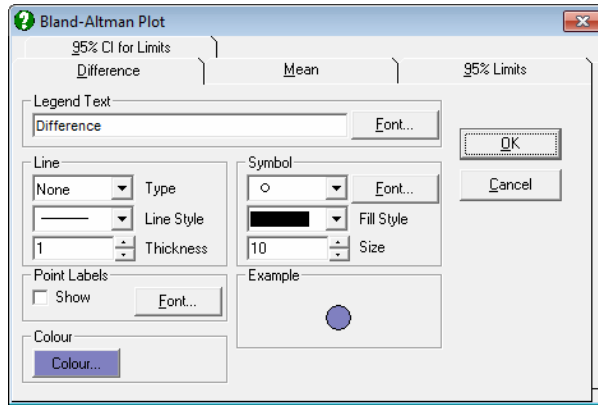 Bland-Altman Plot
95% CI for Limits
Difference Mean 95% Limits
Legend Text
Difference Font...
OK
Cancel
Line
None Type
Line Style
1 Thickness
Symbol
Font...
Fill Style
10 Size
Point Labels
Show Font...
Example
Colour
Colour...